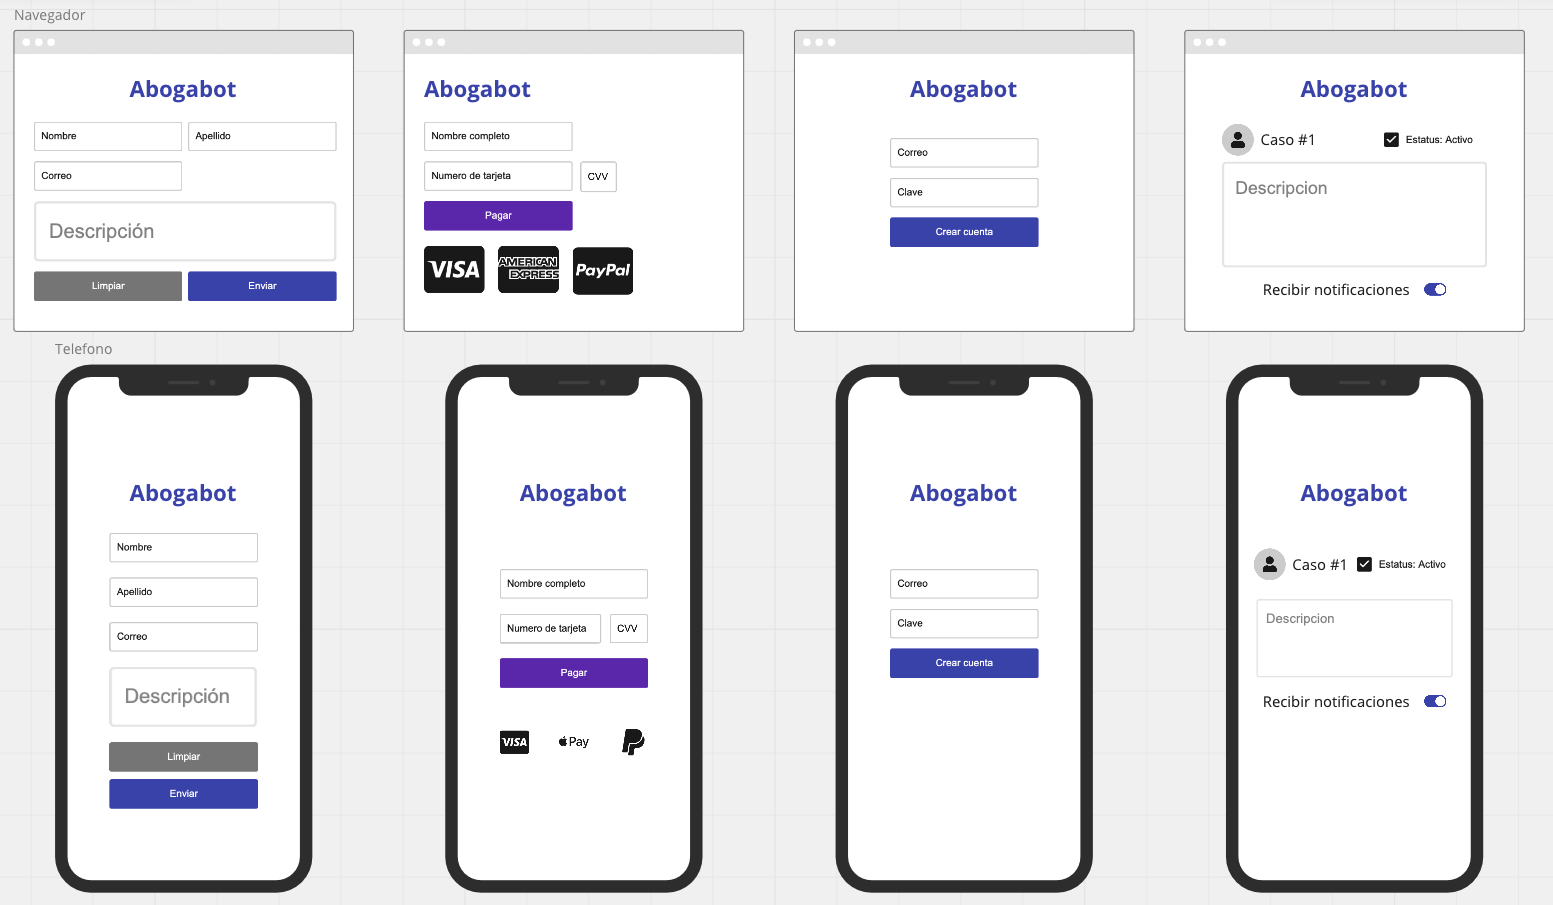 Navegador
Abogabot
Nombre
Apellido
Correo
Descripción
Limpiar
Enviar
Abogabot
Nombre completo
Numero de tarjeta
CVV
Pagar
VISA
AMERICAN
EXPRESS
PayPal
Abogabot
Correo
Clave
Crear cuenta
Abogabot
Caso #1
Estatus: Activo
Descripcion
Recibir notificaciones
Telefono
Abogabot
Nombre
Apellido
Correo
Descripción
Limpiar
Enviar
Abogabot
Nombre completo
Numero de tarjeta
CVV
Pagar
VISA
Pay
Abogabot
Correo
Clave
Crear cuenta
Abogabot
Caso #1
Estatus: Activo
Descripcion
Recibir notificaciones